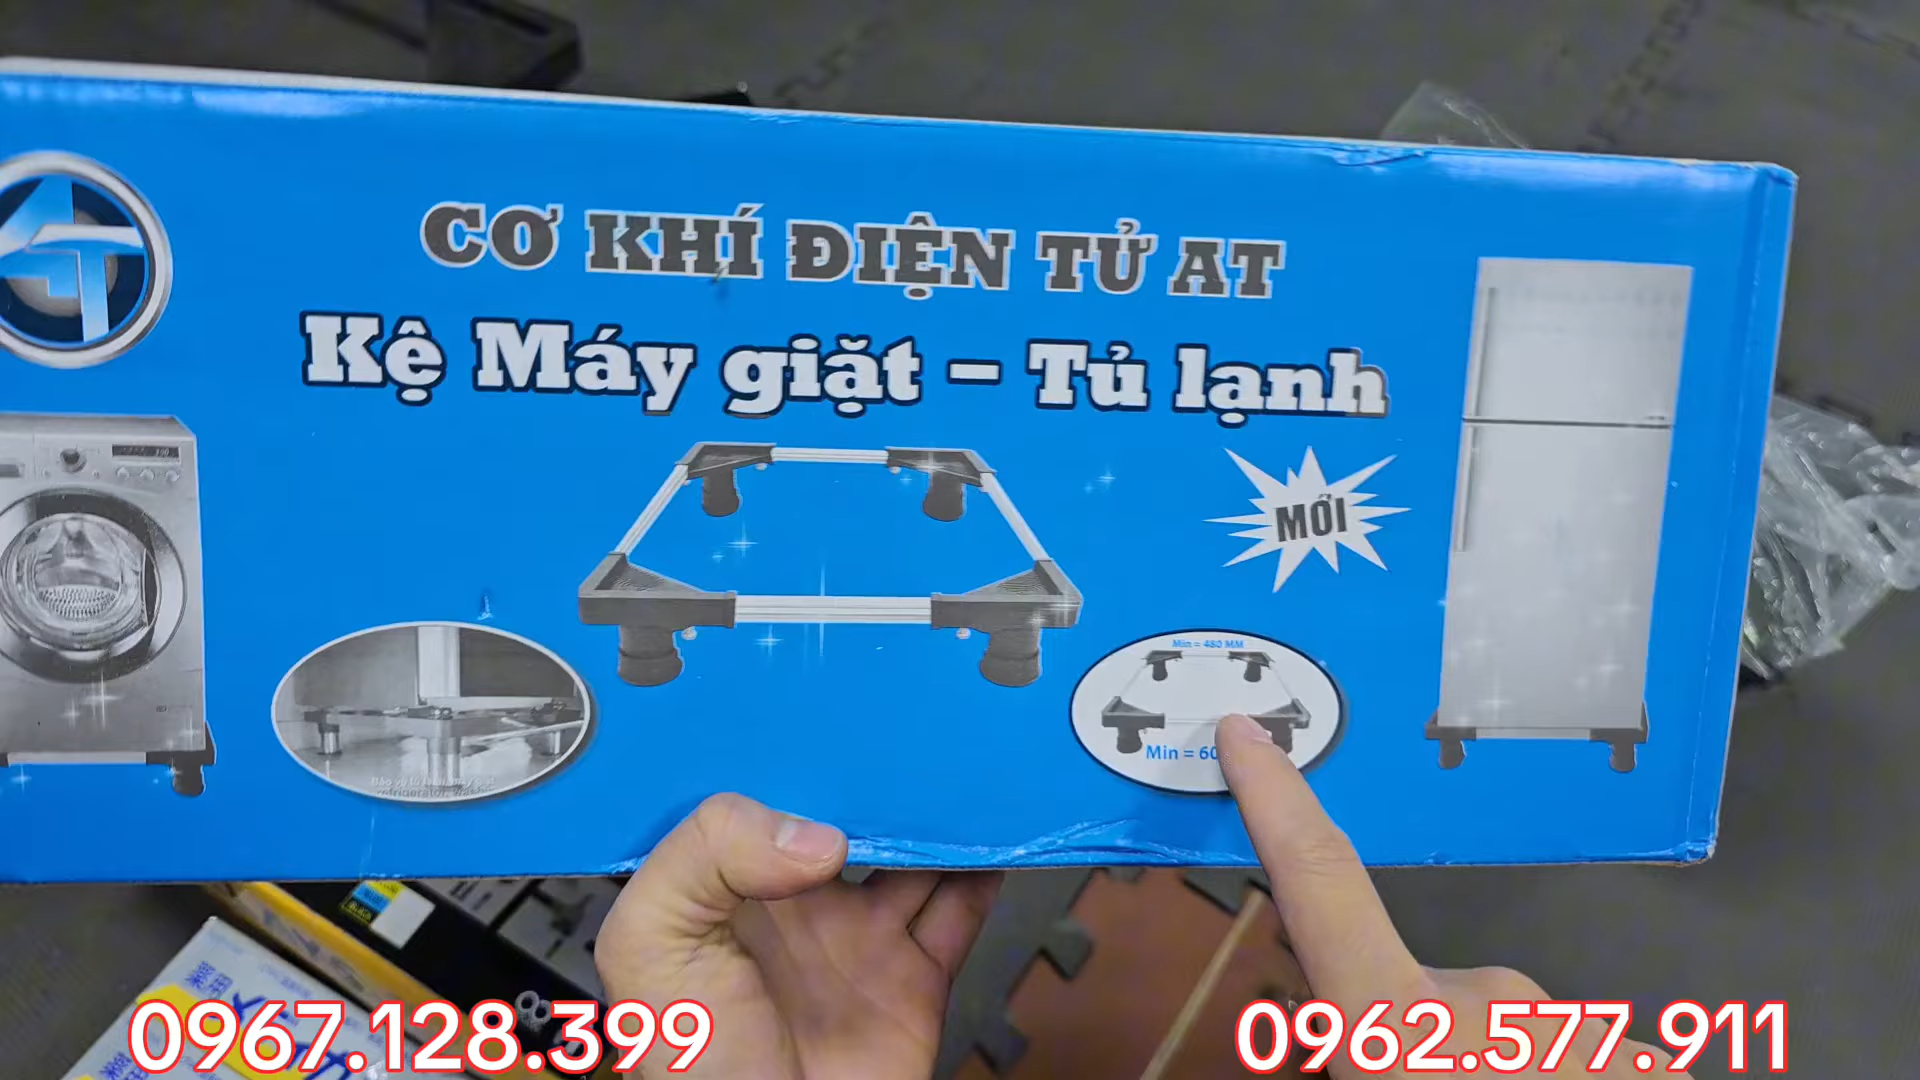 CƠ KHÍ ĐIỆN TỬ AT
Kệ Máy giặt – Tủ lạnh
MỚI
Min = 480 MM
Min = 60
0967.128.399
0962.577.911